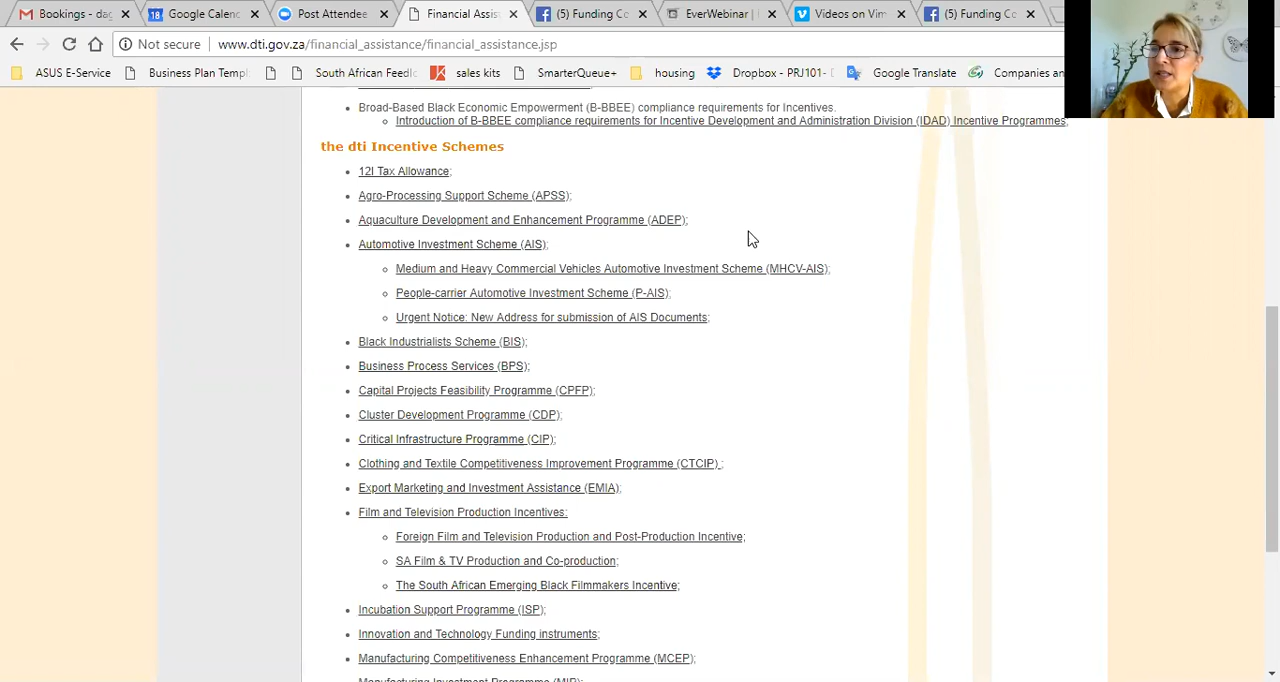 Bookings - dag
18 Google Calend
Post Attendee
Financial Assis
(5) Funding Co
EverWebinar |
Videos on Vim
(5) Funding Co
Not secure www.dti.gov.za/financial_assistance/financial_assistance.jsp
ASUS E-Service Business Plan Templ South African Feedl sales kits SmarterQueue+ housing Dropbox - PRJ101- Google Translate Companies an
Broad-Based Black Economic Empowerment (B-BBEE) compliance requirements for Incentives.
Introduction of B-BBEE compliance requirements for Incentive Development and Administration Division (IDAD) Incentive Programmes.
the dti Incentive Schemes
12I Tax Allowance;
Agro-Processing Support Scheme (APSS);
Aquaculture Development and Enhancement Programme (ADEP);
Automotive Investment Scheme (AIS);
Medium and Heavy Commercial Vehicles Automotive Investment Scheme (MHCV-AIS);
People-carrier Automotive Investment Scheme (P-AIS);
Urgent Notice: New Address for submission of AIS Documents;
Black Industrialists Scheme (BIS);
Business Process Services (BPS);
Capital Projects Feasibility Programme (CPFP);
Cluster Development Programme (CDP);
Critical Infrastructure Programme (CIP);
Clothing and Textile Competitiveness Improvement Programme (CTCIP) ;
Export Marketing and Investment Assistance (EMIA);
Film and Television Production Incentives:
Foreign Film and Television Production and Post-Production Incentive;
SA Film & TV Production and Co-production;
The South African Emerging Black Filmmakers Incentive;
Incubation Support Programme (ISP);
Innovation and Technology Funding instruments;
Manufacturing Competitiveness Enhancement Programme (MCEP);
Manufacturing Investment Programme (MIP);